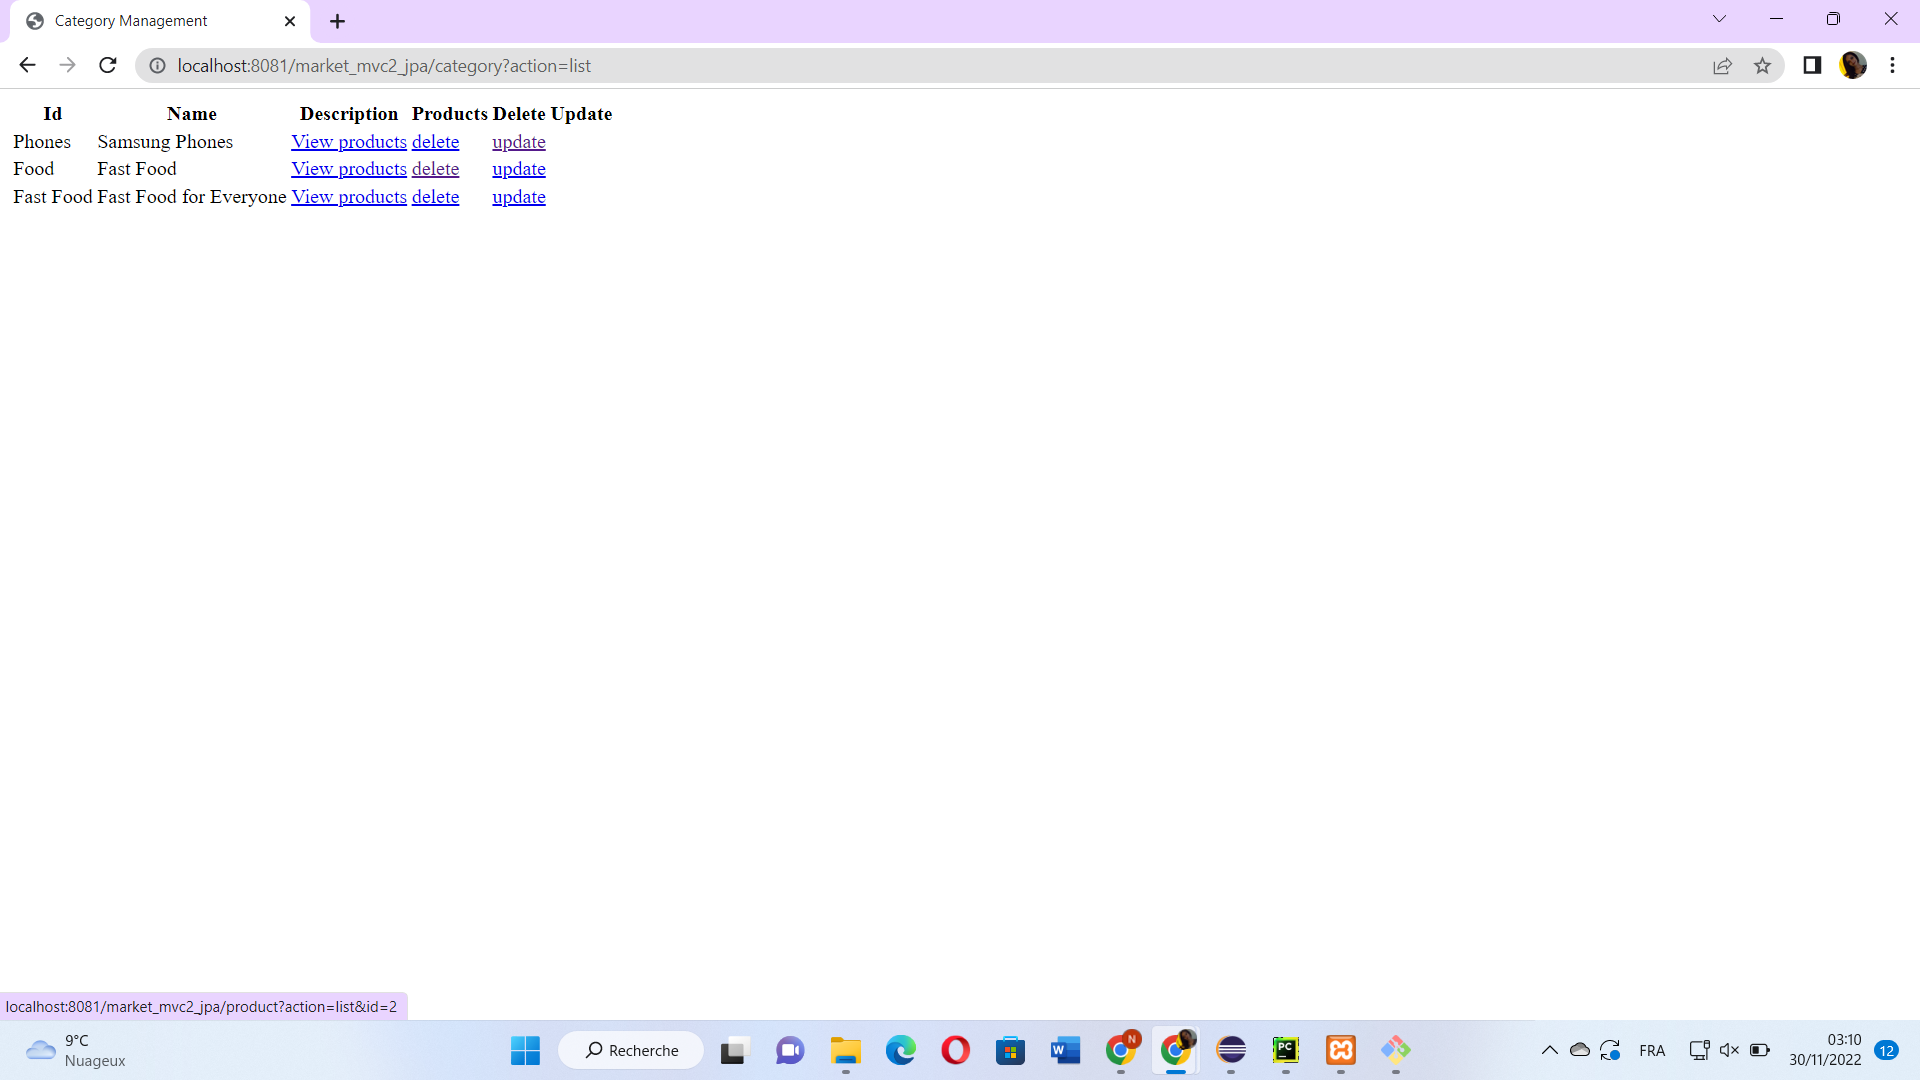 Category Management
localhost:8081/market_mvc2_jpa/category?action=list
Id Name Description Products Delete Update
Phones Samsung Phones View products delete update
Food Fast Food View products delete update
Fast Food Fast Food for Everyone View products delete update
localhost:8081/market_mvc2_jpa/product?action=list&id=2
9°C
Nuageux
Recherche
W
N
PC
FRA
03:10
30/11/2022
12